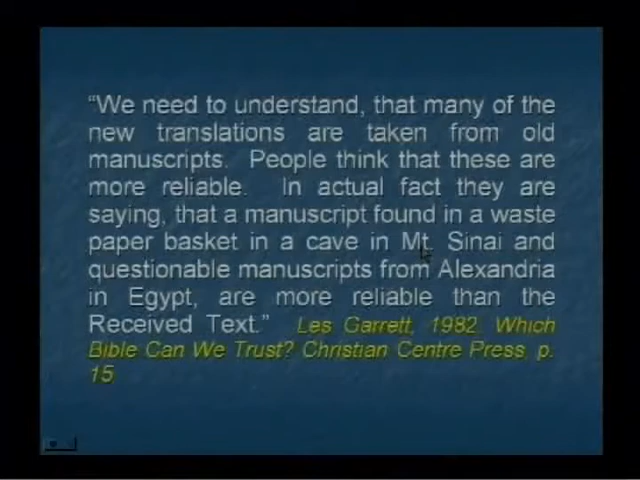 “We need to understand, that many of the
new translations are taken from old
manuscripts. People think that these are
more reliable. In actual fact they are
saying, that a manuscript found in a waste
paper basket in a cave in Mt. Sinai and
questionable manuscripts from Alexandria
in Egypt, are more reliable than the
Received Text.” Les Garrett, 1982. Which
Bible Can We Trust? Christian Centre Press, p.
15